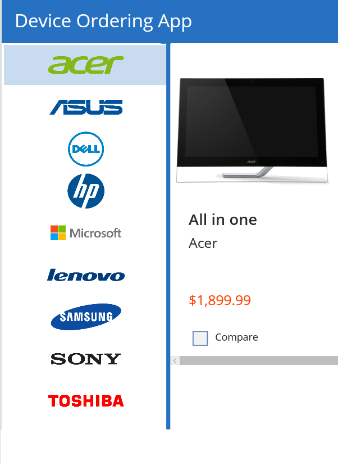 Device Ordering App
acer
ASUS
DELL
hp
Microsoft
lenovo
SAMSUNG
SONY
TOSHIBA
acer
All in one
Acer
$1,899.99
Compare